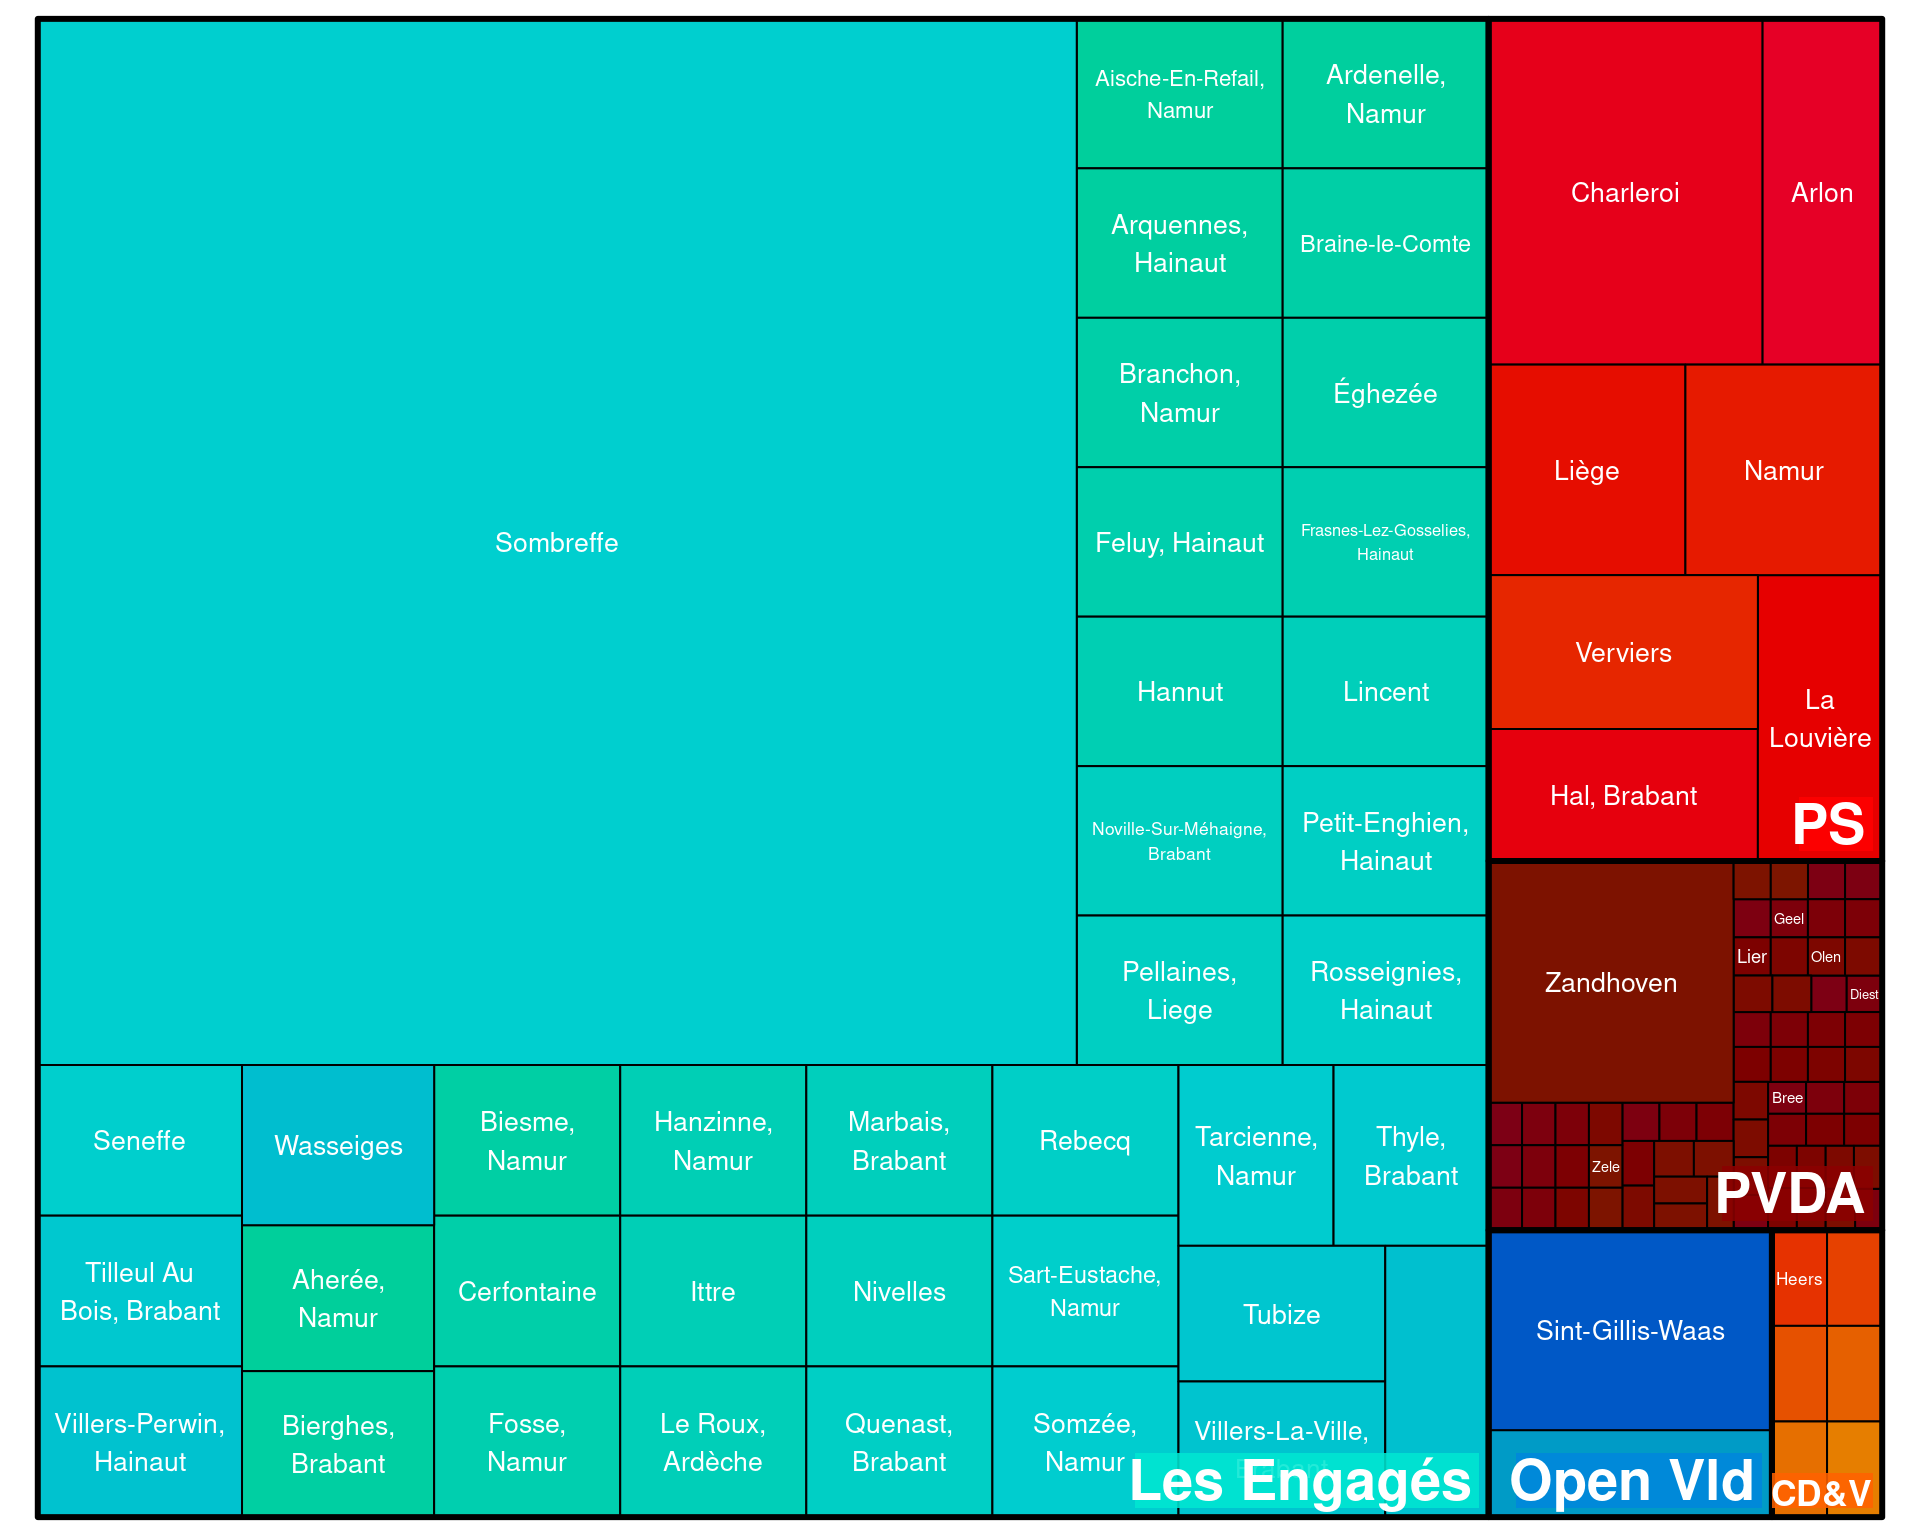 Sombreffe
Aische-En-Refail,
Namur
Ardenelle,
Namur
Arquennes,
Hainaut
Braine-le-Comte
Branchon,
Namur
Éghezée
Feluy, Hainaut
Frasnes-Lez-Gosselies,
Hainaut
Hannut
Lincent
Noville-Sur-Méhaigne,
Brabant
Petit-Enghien,
Hainaut
Pellaines,
Liege
Rosseignies,
Hainaut
Seneffe
Tilleul Au
Bois, Brabant
Villers-Perwin,
Hainaut
Wasseiges
Aherée,
Namur
Bierghes,
Brabant
Biesme,
Namur
Cerfontaine
Fosse,
Namur
Hanzinne,
Namur
Ittre
Le Roux,
Ardèche
Marbais,
Brabant
Nivelles
Quenast,
Brabant
Rebecq
Sart-Eustache,
Namur
Somzée,
Namur
Tarcienne,
Namur
Thyle,
Brabant
Tubize
Villers-La-Ville,
Les Engagés
Charleroi
Arlon
Liège
Namur
Verviers
La
Louvière
Hal, Brabant
PS
Zandhoven
Geel
Lier
Olen
Diest
Bree
Zele
PVDA
Sint-Gillis-Waas
Open Vld
Heers
CD&V